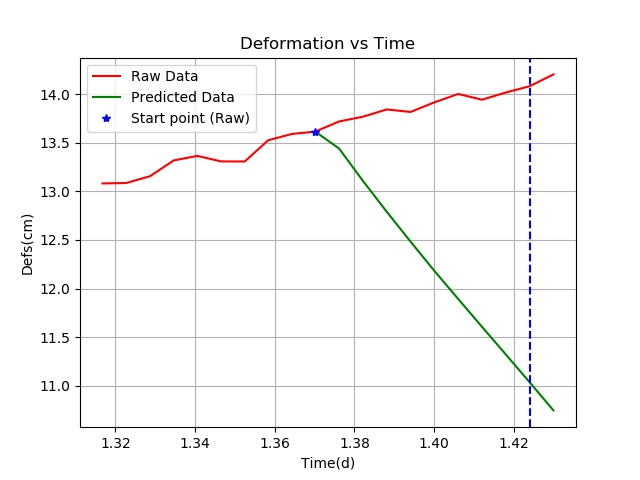 Deformation vs Time
Raw Data
Predicted Data
Start point (Raw)
Defs(cm)
14.0
13.5
13.0
12.5
12.0
11.5
11.0
1.32 1.34 1.36 1.38 1.40 1.42
Time(d)